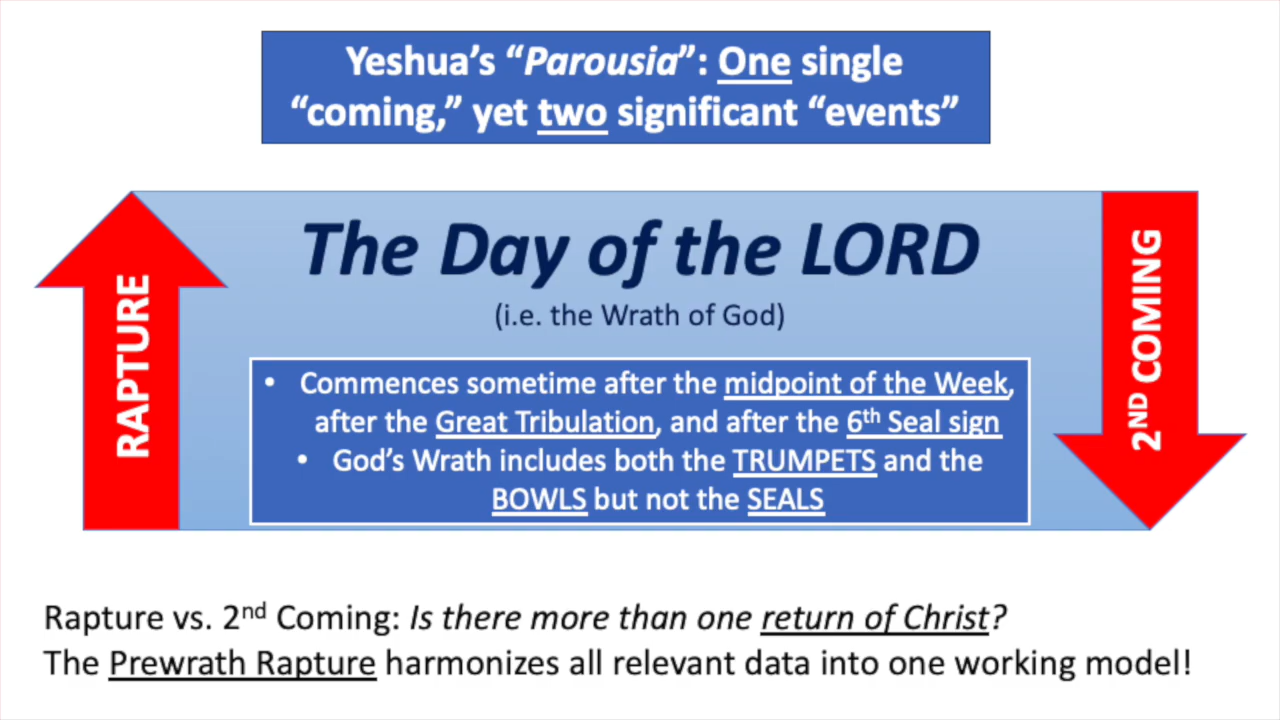 Yeshua’s “Parousia”: One single
“coming,” yet two significant “events”
RAPTURE
The Day of the LORD
(i.e. the Wrath of God)
• Commences sometime after the midpoint of the Week,
after the Great Tribulation, and after the 6th Seal sign
• God’s Wrath includes both the TRUMPETS and the
BOWLS but not the SEALS
2ND COMING
Rapture vs. 2nd Coming: Is there more than one return of Christ?
The Prewrath Rapture harmonizes all relevant data into one working model!